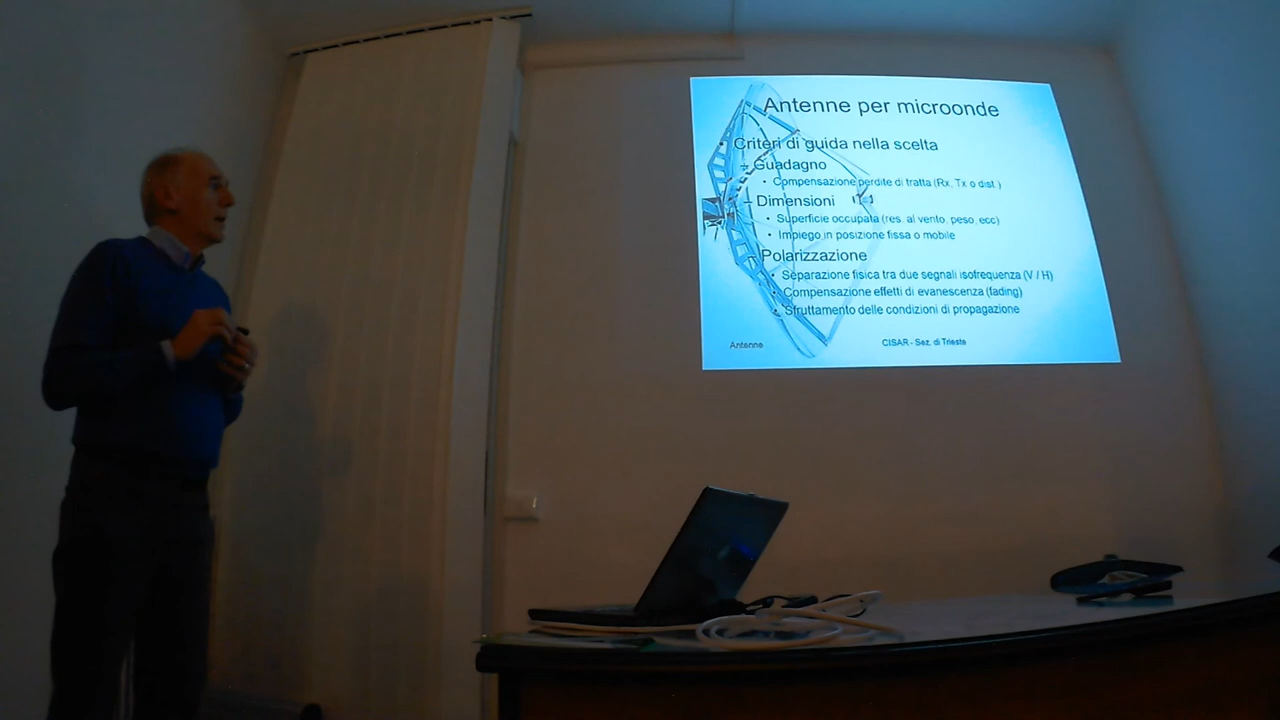 Antenne per microonde
• Criteri di guida nella scelta
– Guadagno
• Compensazione perdite di tratta (Rx, Tx o dist.)
– Dimensioni
• Superficie occupata (res. al vento, peso, ecc)
• Impiego in posizione fissa o mobile
– Polarizzazione
• Separazione fisica tra due segnali isofrequenza (V / H)
• Compensazione effetti di evanescenza (fading)
• Sfruttamento delle condizioni di propagazione
Antenne
CISAR - Sez. di Trieste